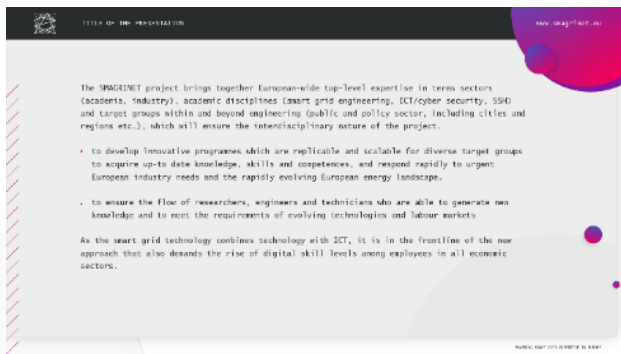 TITLE OF THE PRESENTATION
www.smagrinet.eu
The SMAGRINET project brings together European-wide top-level expertise in terms sectors
(academia, industry), academic disciplines (smart grid engineering, ICT/cyber security, SSH)
and target groups within and beyond engineering (public and policy sector, including cities and
regions etc.), which will ensure the interdisciplinary nature of the project.
• to develop innovative programmes which are replicable and scalable for diverse target groups
to acquire up-to date knowledge, skills and competences, and respond rapidly to urgent
European industry needs and the rapidly evolving European energy landscape.
• to ensure the flow of researchers, engineers and technicians who are able to generate new
knowledge and to meet the requirements of evolving technologies and labour markets
As the smart grid technology combines technology with ICT, it is in the frontline of the new
approach that also demands the rise of digital skill levels among employees in all economic
sectors.